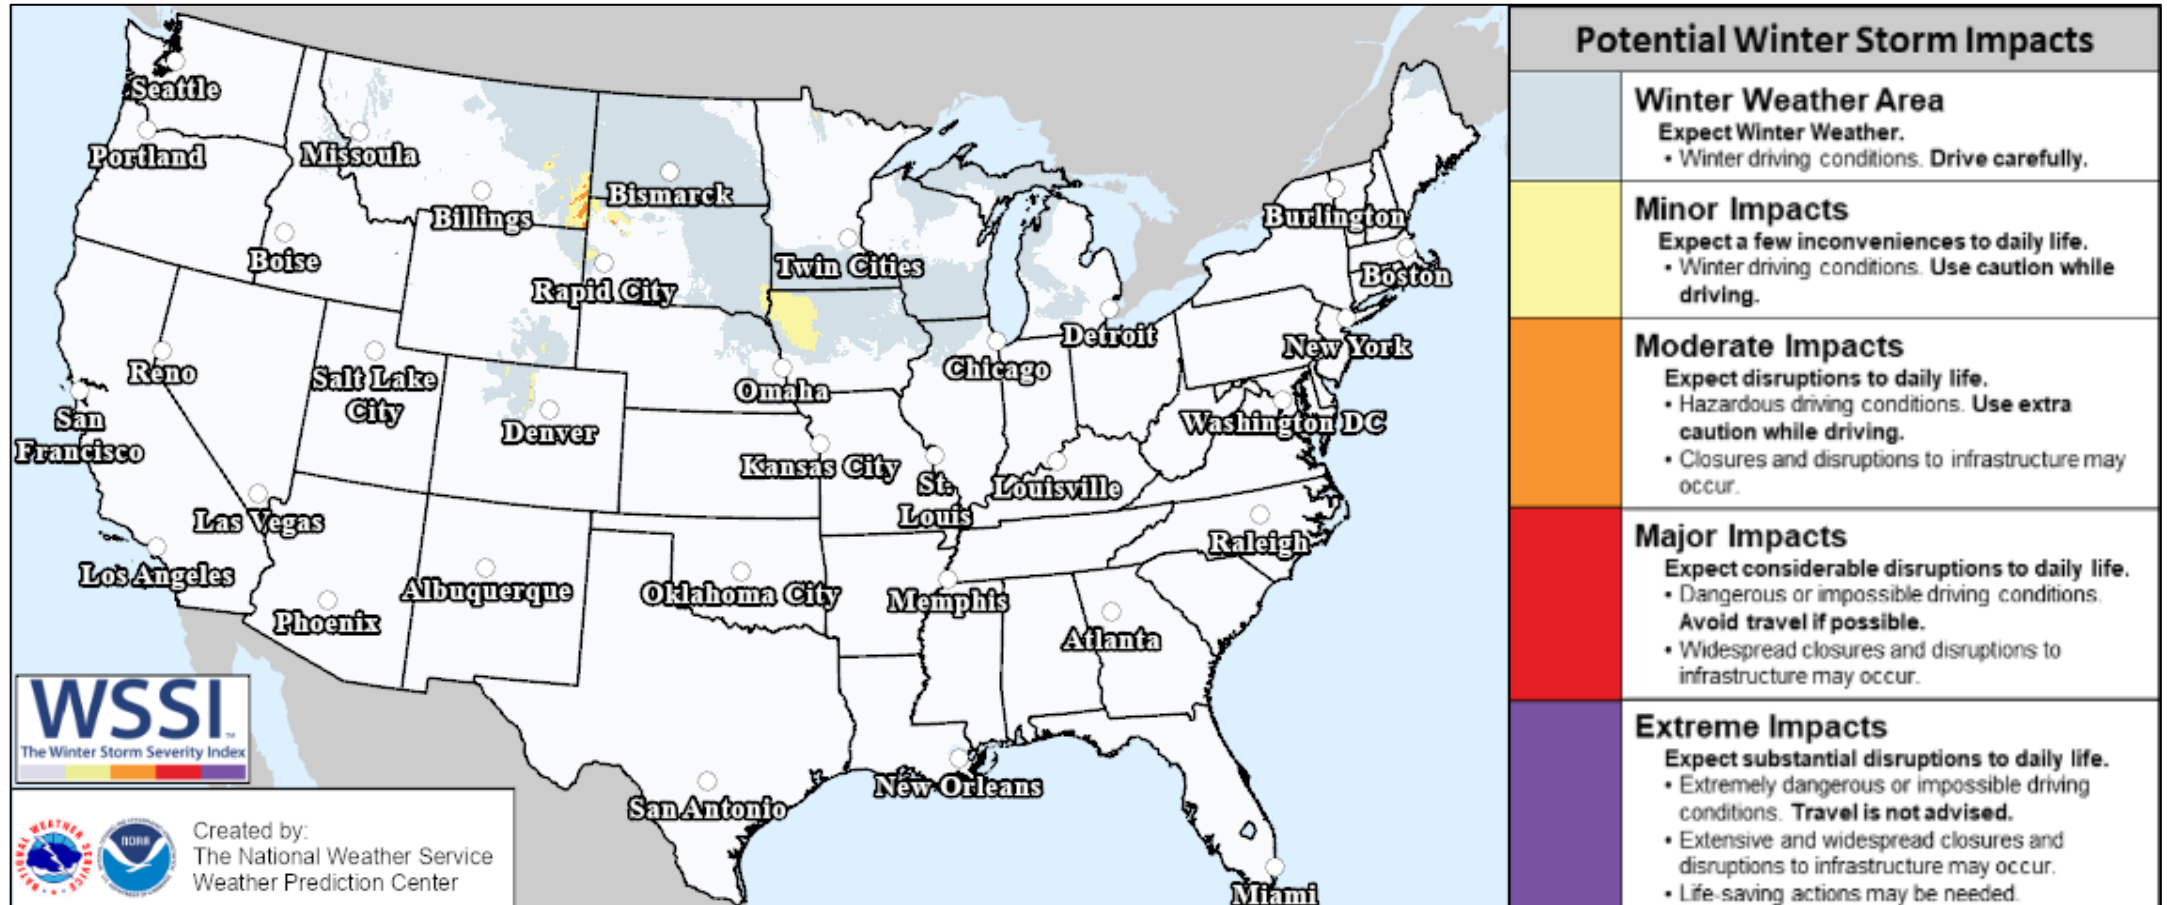 Seattle
Portland
Missoula
Billings
Bismarck
Boise
Rapid City
Twin Cities
Burlington
Boston
Detroit
New York
Chicago
Omaha
Reno
Salt Lake
City
Denver
San
Francisco
Washington DC
Kansas City
St.
Louis
Louisville
Las Vegas
Raleigh
Los Angeles
Albuquerque
Oklahoma City
Memphis
Phoenix
Atlanta
New Orleans
San Antonio
Miami
WSSI
The Winter Storm Severity Index
NATIONAL WEATHER SERVICE
NOAA
Created by:
The National Weather Service
Weather Prediction Center
Potential Winter Storm Impacts
Winter Weather Area
Expect Winter Weather.
• Winter driving conditions. Drive carefully.
Minor Impacts
Expect a few inconveniences to daily life.
• Winter driving conditions. Use caution while
driving.
Moderate Impacts
Expect disruptions to daily life.
• Hazardous driving conditions. Use extra
caution while driving.
• Closures and disruptions to infrastructure may
occur.
Major Impacts
Expect considerable disruptions to daily life.
• Dangerous or impossible driving conditions.
Avoid travel if possible.
• Widespread closures and disruptions to
infrastructure may occur.
Extreme Impacts
Expect substantial disruptions to daily life.
• Extremely dangerous or impossible driving
conditions. Travel is not advised.
• Extensive and widespread closures and
disruptions to infrastructure may occur.
• Life-saving actions may be needed.